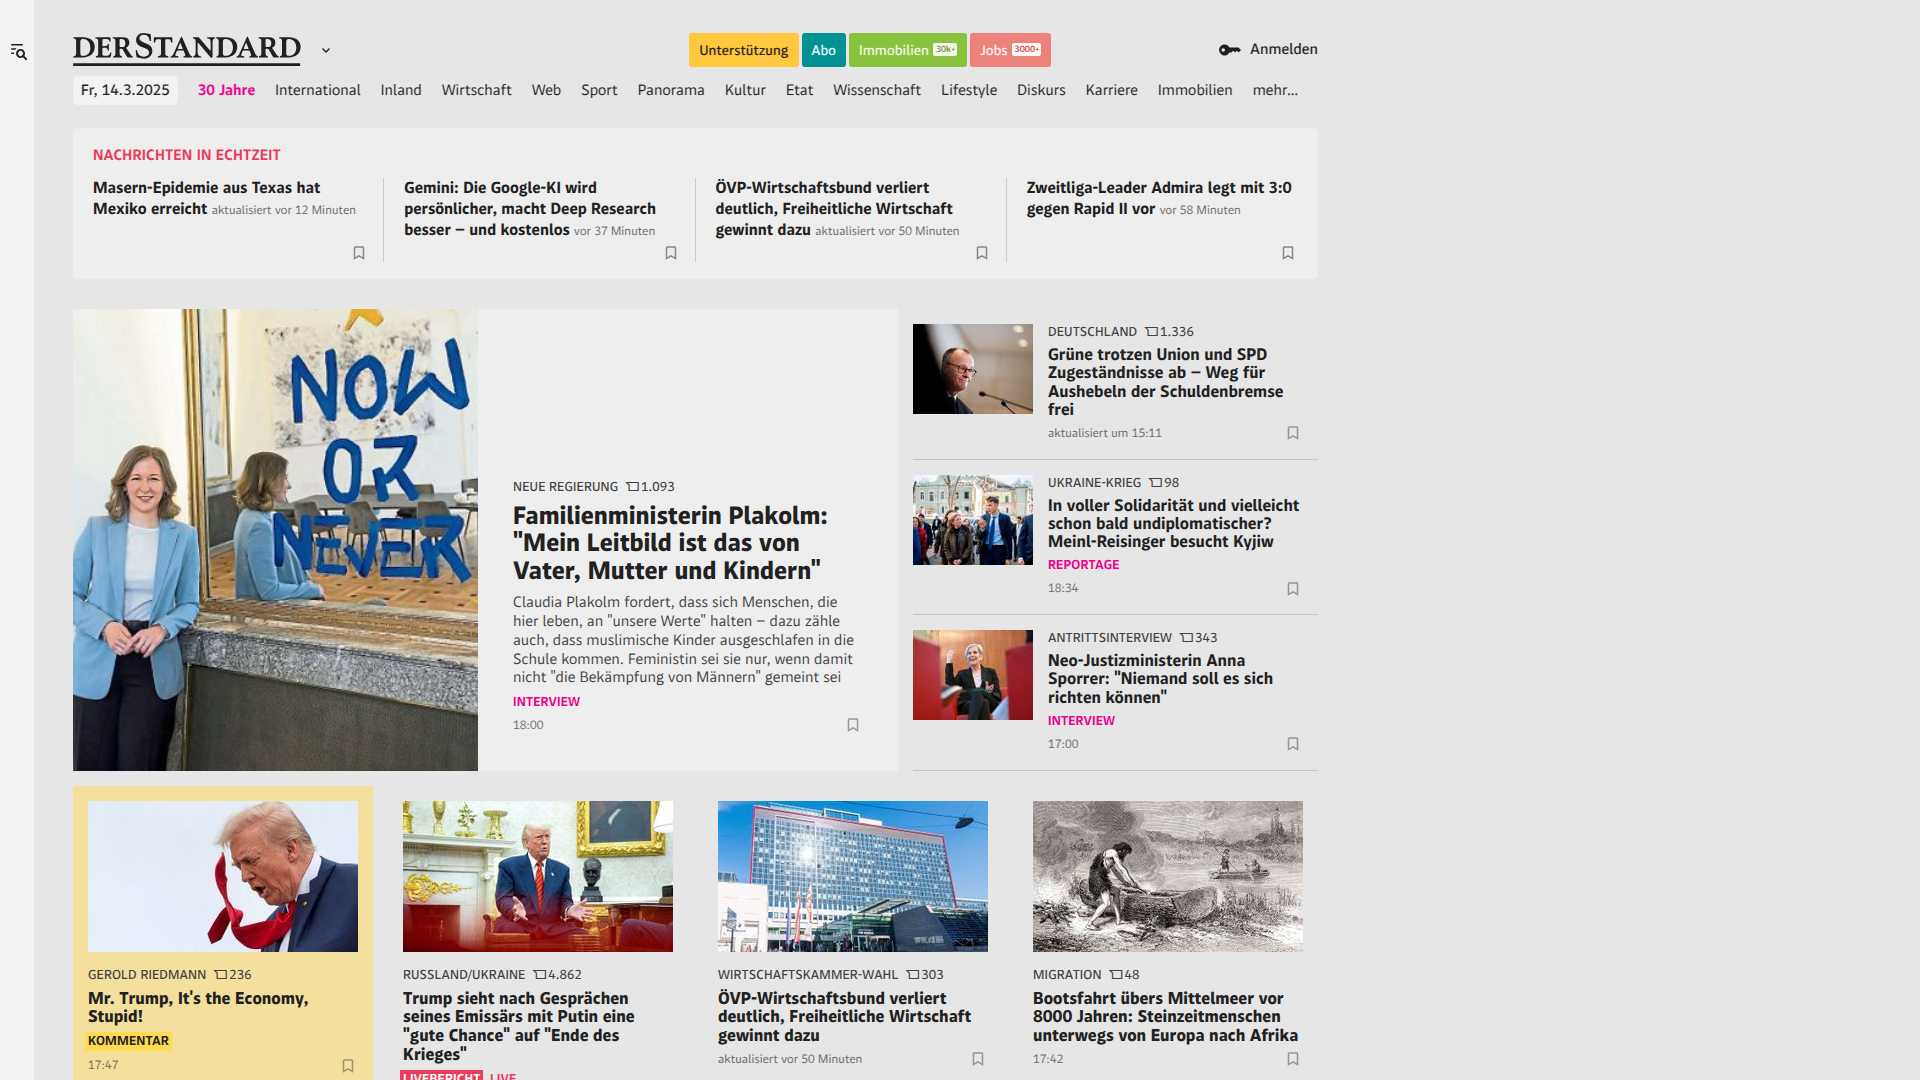 DERSTANDARD
Unterstützung
Abo
Immobilien 30k+
Jobs 3000+
Anmelden
Fr, 14.3.2025
30 Jahre
International
Inland
Wirtschaft
Web
Sport
Panorama
Kultur
Etat
Wissenschaft
Lifestyle
Diskurs
Karriere
Immobilien
mehr...
NACHRICHTEN IN ECHTZEIT
Masern-Epidemie aus Texas hat
Mexiko erreicht aktualisiert vor 12 Minuten
Gemini: Die Google-KI wird
persönlicher, macht Deep Research
besser – und kostenlos vor 37 Minuten
ÖVP-Wirtschaftsbund verliert
deutlich, Freiheitliche Wirtschaft
gewinnt dazu aktualisiert vor 50 Minuten
Zweitliga-Leader Admira legt mit 3:0
gegen Rapid II vor vor 58 Minuten
NOW
OR
NEVER
NEUE REGIERUNG 1.093
Familienministerin Plakolm:
"Mein Leitbild ist das von
Vater, Mutter und Kindern"
Claudia Plakolm fordert, dass sich Menschen, die
hier leben, an "unsere Werte" halten – dazu zähle
auch, dass muslimische Kinder ausgeschlafen in die
Schule kommen. Feministin sei sie nur, wenn damit
nicht "die Bekämpfung von Männern" gemeint sei
INTERVIEW
18:00
DEUTSCHLAND 1.336
Grüne trotzen Union und SPD
Zugeständnisse ab – Weg für
Aushebeln der Schuldenbremse
frei
aktualisiert um 15:11
UKRAINE-KRIEG 98
In voller Solidarität und vielleicht
schon bald undiplomatischer?
Meinl-Reisinger besucht Kyjiw
REPORTAGE
18:34
ANTRITTSINTERVIEW 343
Neo-Justizministerin Anna
Sporrer: "Niemand soll es sich
richten können"
INTERVIEW
17:00
GEROLD RIEDMANN 236
Mr. Trump, It's the Economy,
Stupid!
KOMMENTAR
17:47
RUSSLAND/UKRAINE 4.862
Trump sieht nach Gesprächen
seines Emissärs mit Putin eine
"gute Chance" auf "Ende des
Krieges"
LIVEBERICHT LIVE
WIRTSCHAFTSKAMMER-WAHL 303
ÖVP-Wirtschaftsbund verliert
deutlich, Freiheitliche Wirtschaft
gewinnt dazu
aktualisiert vor 50 Minuten
MIGRATION 48
Bootsfahrt übers Mittelmeer vor
8000 Jahren: Steinzeitmenschen
unterwegs von Europa nach Afrika
17:42